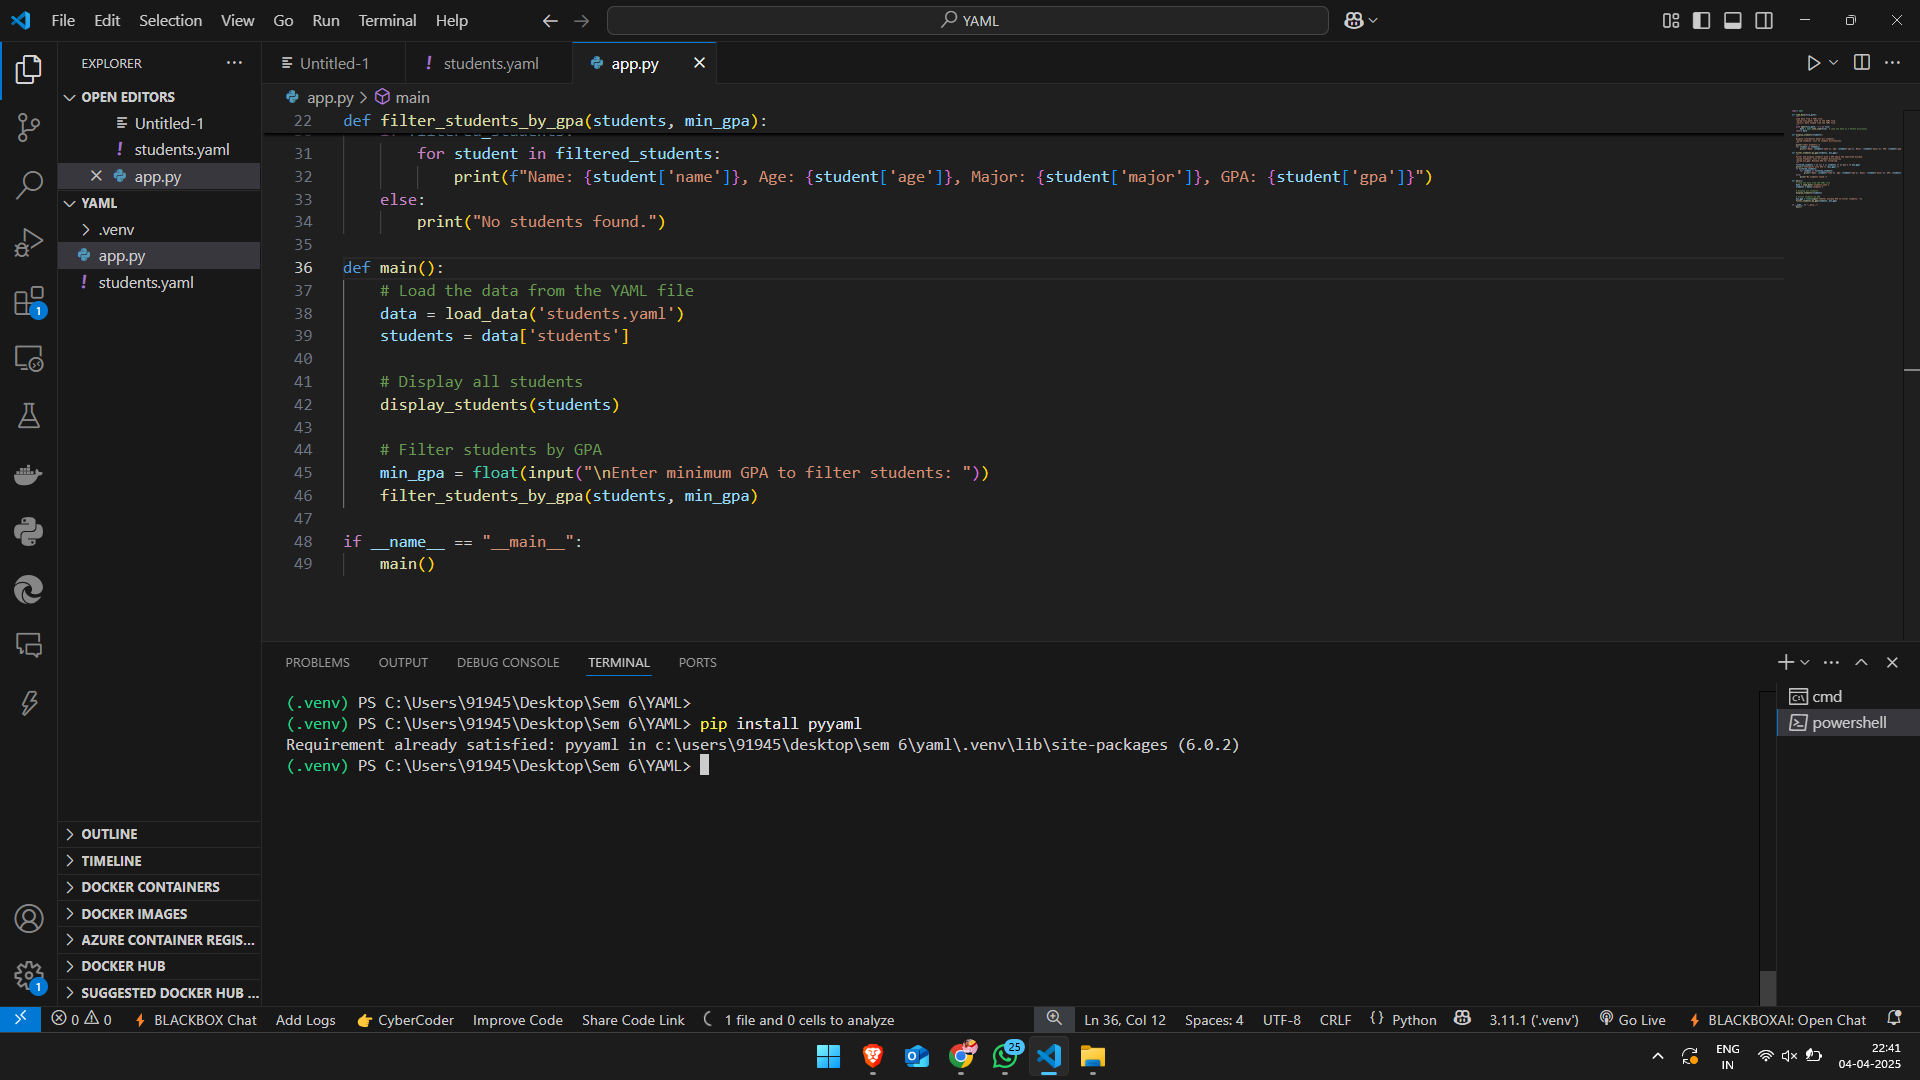 File Edit Selection View Go Run Terminal Help
YAML
EXPLORER
Untitled-1
! students.yaml
app.py
OPEN EDITORS
Untitled-1
! students.yaml
app.py
YAML
.venv
app.py
! students.yaml
app.py > main
22 def filter_students_by_gpa(students, min_gpa):
31 for student in filtered_students:
32 print(f"Name: {student['name']}, Age: {student['age']}, Major: {student['major']}, GPA: {student['gpa']}")
33 else:
34 print("No students found.")
35
36 def main():
37 # Load the data from the YAML file
38 data = load_data('students.yaml')
39 students = data['students']
40
41 # Display all students
42 display_students(students)
43
44 # Filter students by GPA
45 min_gpa = float(input("\nEnter minimum GPA to filter students: "))
46 filter_students_by_gpa(students, min_gpa)
47
48 if __name__ == "__main__":
49 main()
1
PROBLEMS OUTPUT DEBUG CONSOLE TERMINAL PORTS
(.venv) PS C:\Users\91945\Desktop\Sem 6\YAML>
(.venv) PS C:\Users\91945\Desktop\Sem 6\YAML> pip install pyyaml
Requirement already satisfied: pyyaml in c:\users\91945\desktop\sem 6\yaml\.venv\lib\site-packages (6.0.2)
(.venv) PS C:\Users\91945\Desktop\Sem 6\YAML>
cmd
powershell
OUTLINE
TIMELINE
DOCKER CONTAINERS
DOCKER IMAGES
AZURE CONTAINER REGIS...
DOCKER HUB
SUGGESTED DOCKER HUB ...
1
0 0 BLACKBOX Chat Add Logs CyberCoder Improve Code Share Code Link 1 file and 0 cells to analyze Ln 36, Col 12 Spaces: 4 UTF-8 CRLF {} Python 3.11.1 ('.venv') Go Live BLACKBOXAI: Open Chat
25
ENG
IN
22:41
04-04-2025